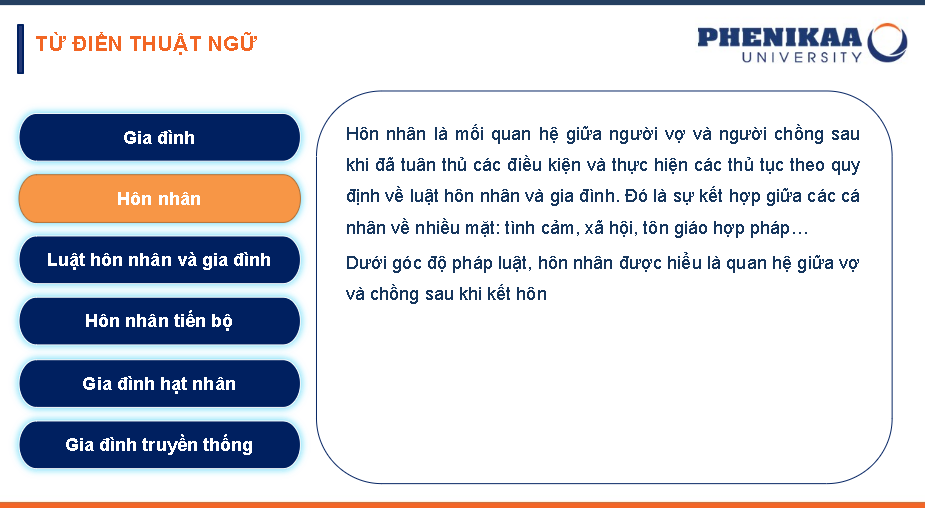 TỪ ĐIỂN THUẬT NGỮ
PHENIKAA
UNIVERSITY
Gia đình
Hôn nhân
Luật hôn nhân và gia đình
Hôn nhân tiến bộ
Gia đình hạt nhân
Gia đình truyền thống
Hôn nhân là mối quan hệ giữa người vợ và người chồng sau
khi đã tuân thủ các điều kiện và thực hiện các thủ tục theo quy
định về luật hôn nhân và gia đình. Đó là sự kết hợp giữa các cá
nhân về nhiều mặt: tình cảm, xã hội, tôn giáo hợp pháp…
Dưới góc độ pháp luật, hôn nhân được hiểu là quan hệ giữa vợ
và chồng sau khi kết hôn